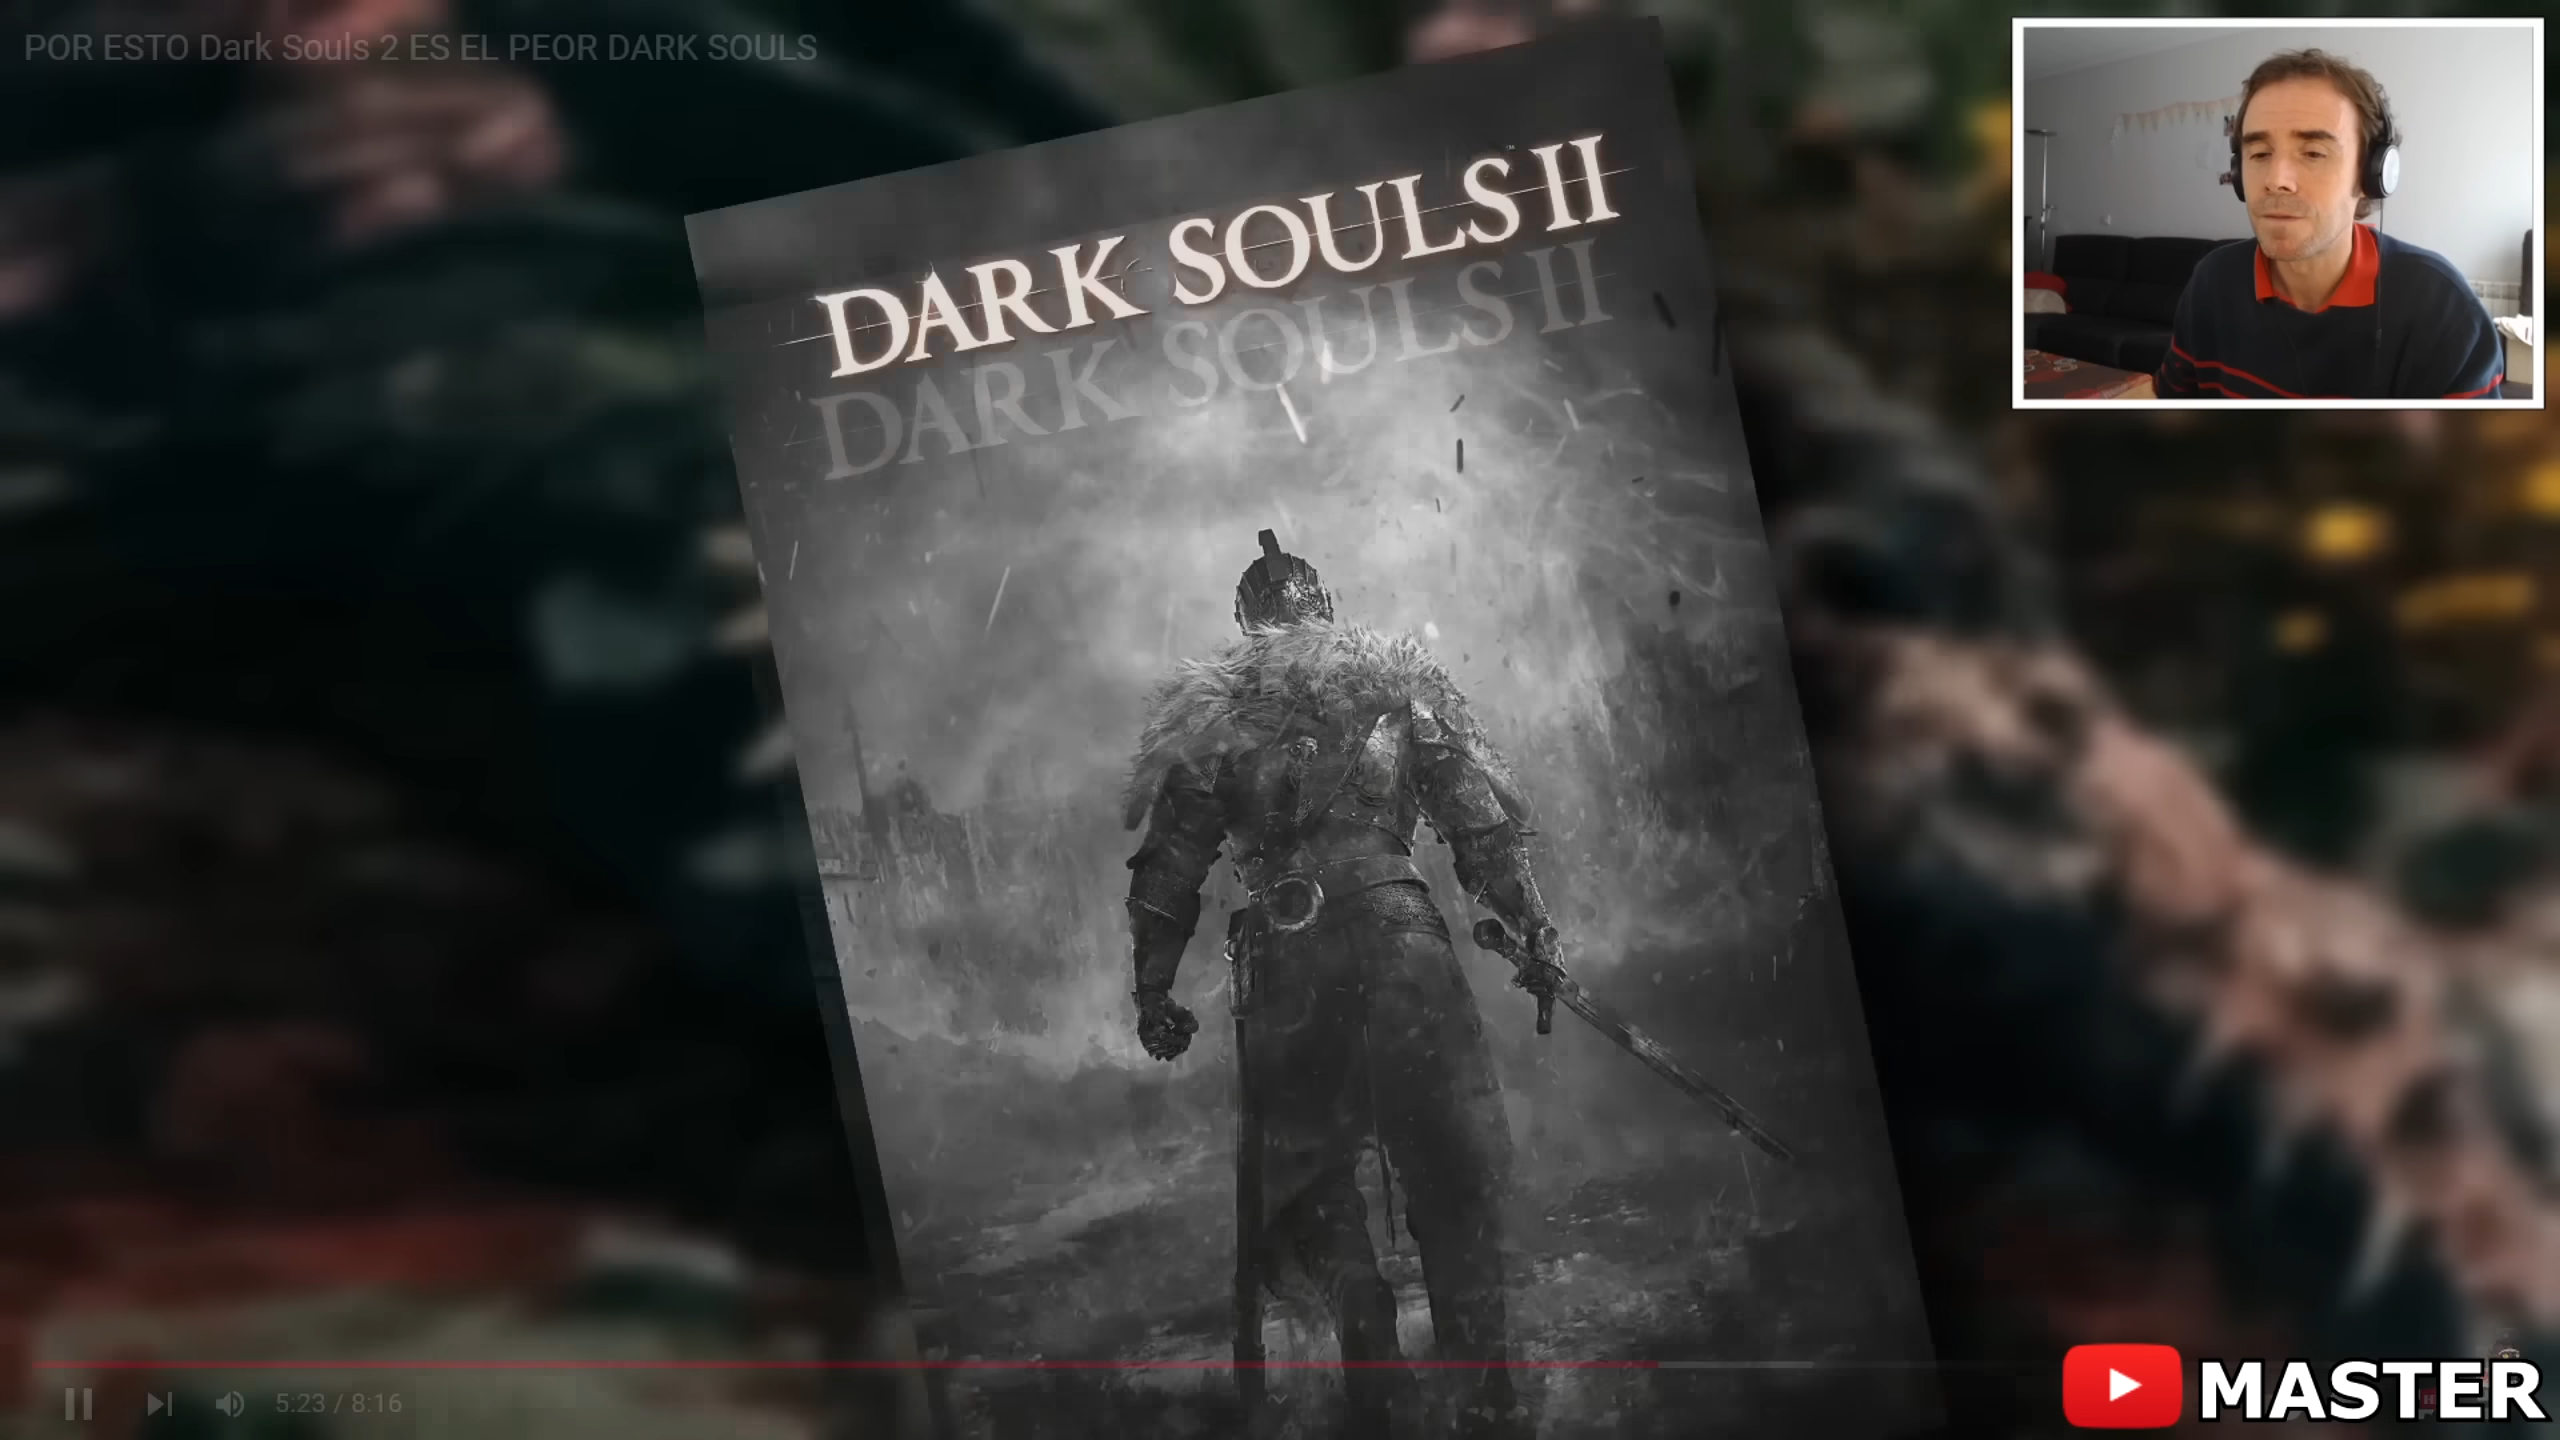 POR ESTO Dark Souls 2 ES EL PEOR DARK SOULS
DARK SOULS II
DARK SOULS II
5:23 / 8:16
MASTER